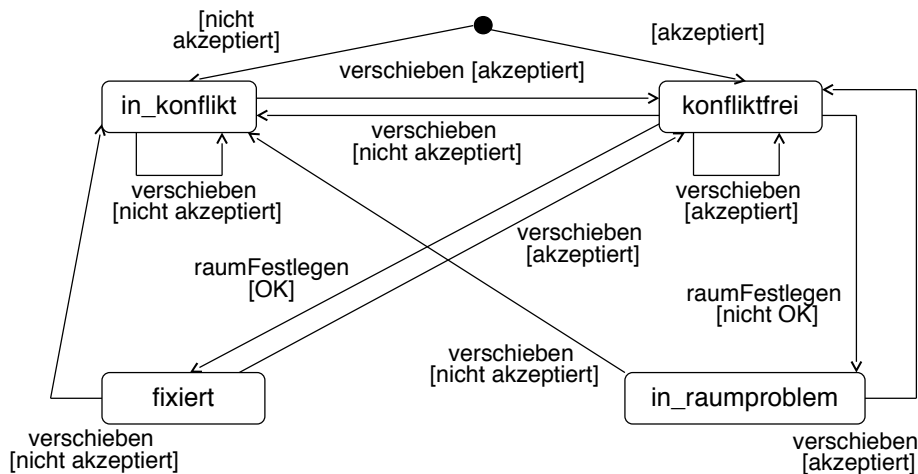 [nicht
akzeptiert]
[akzeptiert]
verschieben [akzeptiert]
in_konflikt
konfliktfrei
verschieben
[nicht akzeptiert]
verschieben
[nicht akzeptiert]
verschieben
[akzeptiert]
verschieben
[akzeptiert]
raumFestlegen
[OK]
raumFestlegen
[nicht OK]
verschieben
[nicht akzeptiert]
fixiert
in_raumproblem
verschieben
[nicht akzeptiert]
verschieben
[akzeptiert]